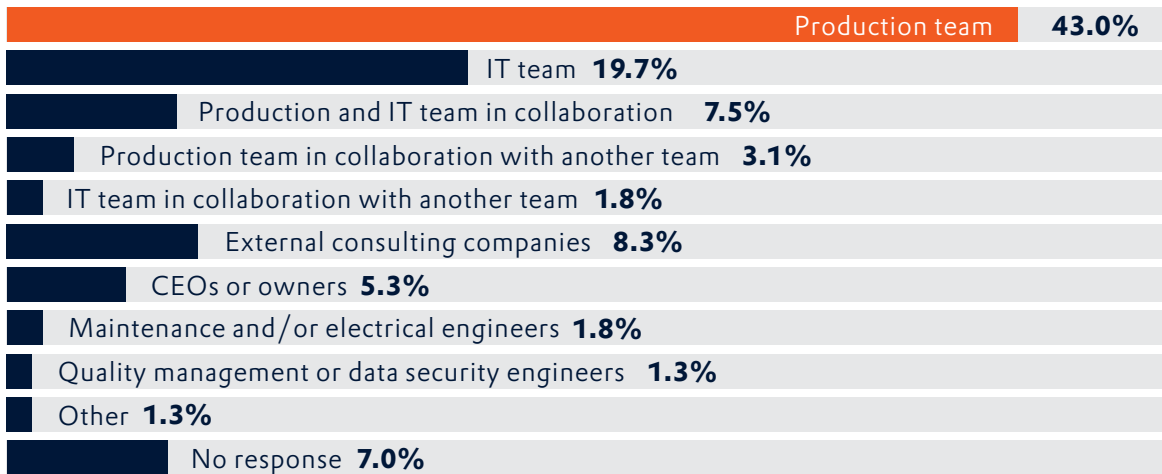 Production team 43.0%
IT team 19.7%
Production and IT team in collaboration 7.5%
Production team in collaboration with another team 3.1%
IT team in collaboration with another team 1.8%
External consulting companies 8.3%
CEOs or owners 5.3%
Maintenance and/or electrical engineers 1.8%
Quality management or data security engineers 1.3%
Other 1.3%
No response 7.0%